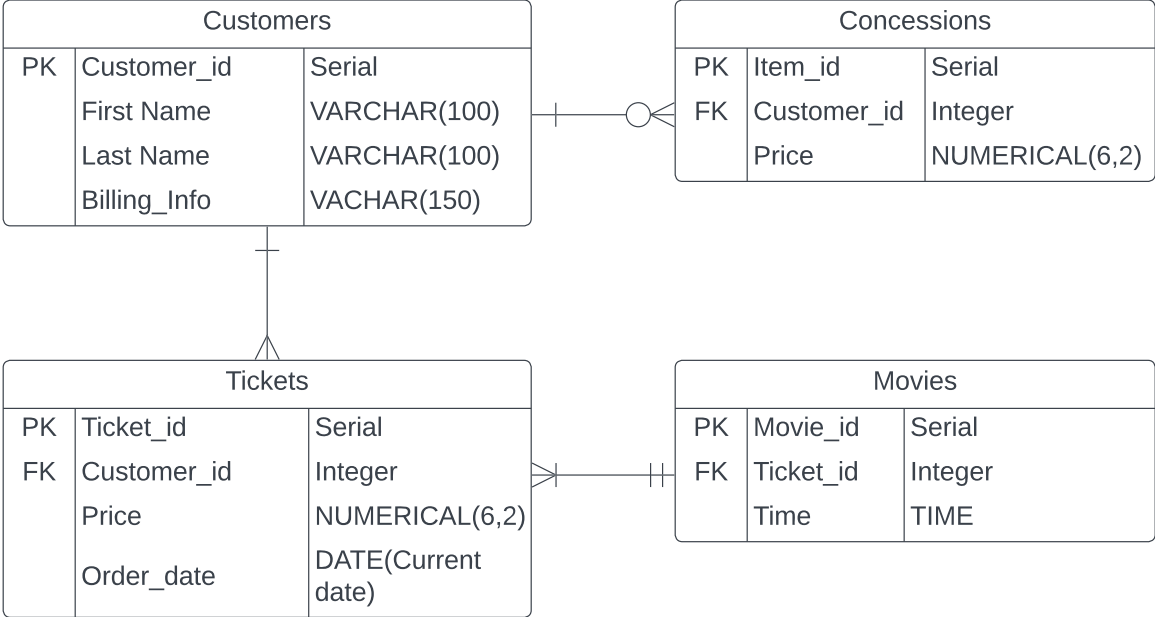 Customers
PK Customer_id Serial
First Name VARCHAR(100)
Last Name VARCHAR(100)
Billing_Info VACHAR(150)
Concessions
PK Item_id Serial
FK Customer_id Integer
Price NUMERICAL(6,2)
Tickets
PK Ticket_id Serial
FK Customer_id Integer
Price NUMERICAL(6,2)
Order_date DATE(Current
date)
Movies
PK Movie_id Serial
FK Ticket_id Integer
Time TIME